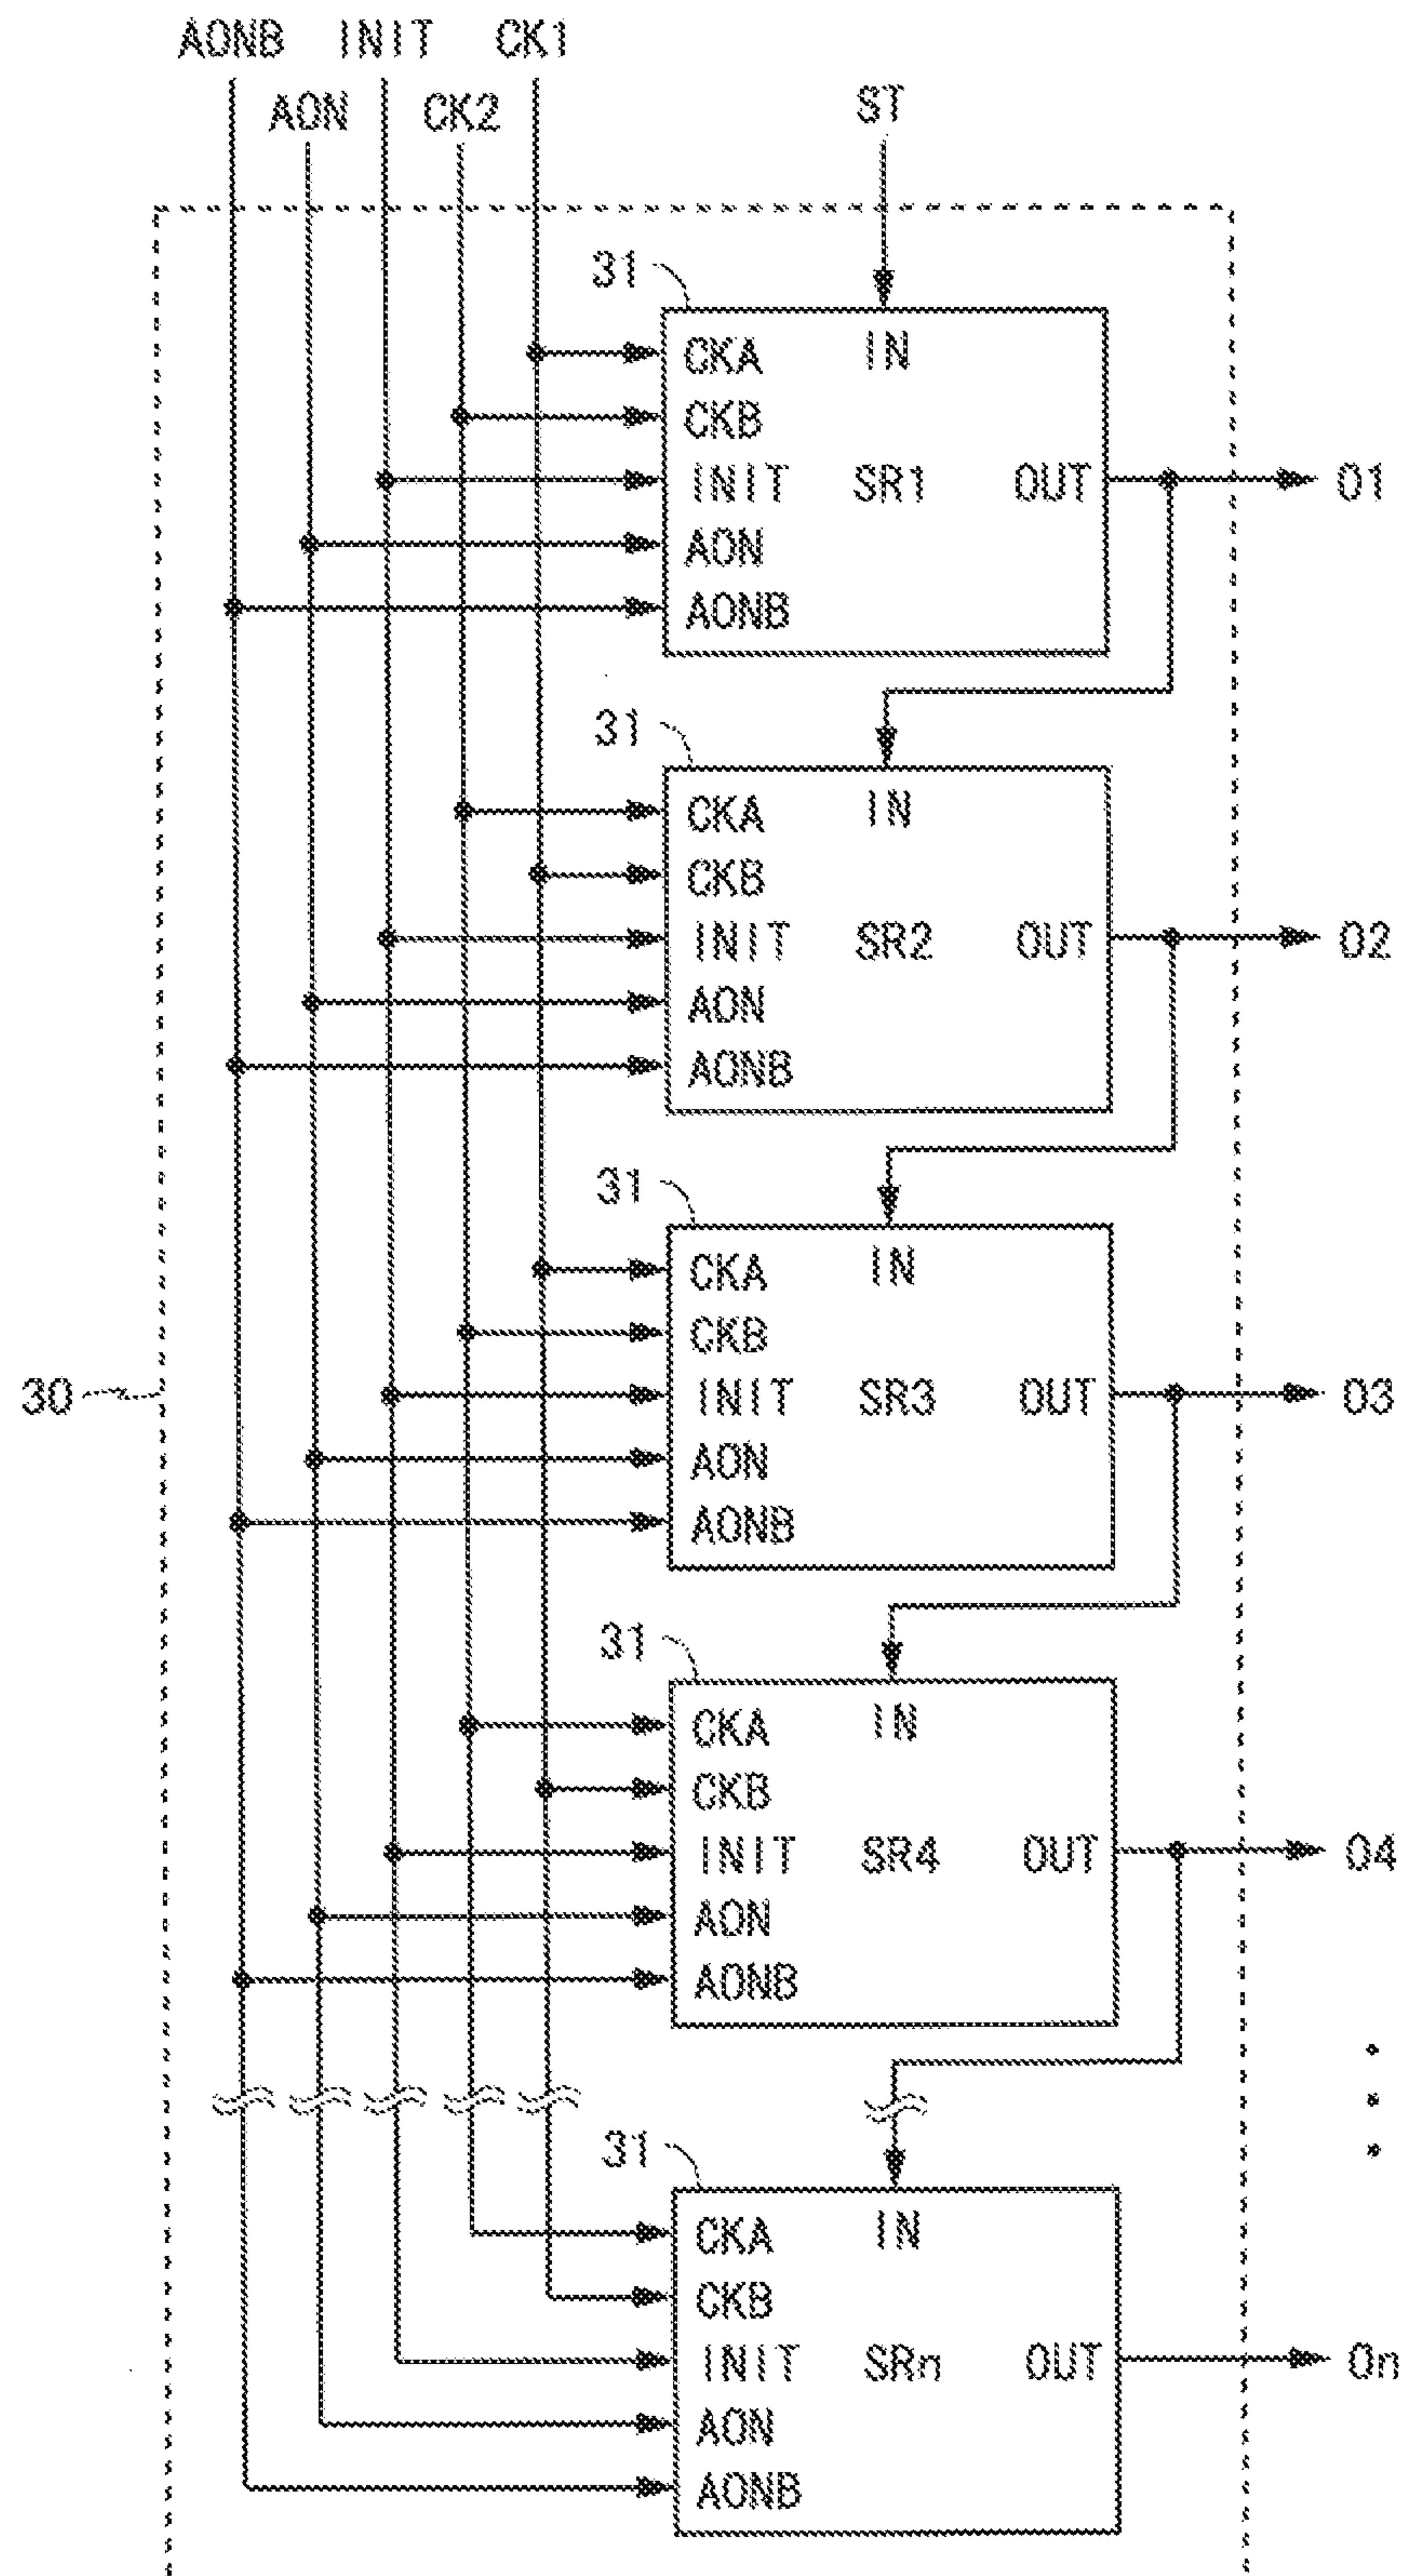 AONB INIT CK1
AON CK2 ST
31
CKA IN
CKB
INIT SR1 OUT O1
AON
AONB
31
CKA IN
CKB
INIT SR2 OUT O2
AON
AONB
31
CKA IN
CKB
30 INIT SR3 OUT O3
AON
AONB
31
CKA IN
CKB
INIT SR4 OUT O4
AON
AONB
31
CKA IN
CKB
INIT SRn OUT On
AON
AONB